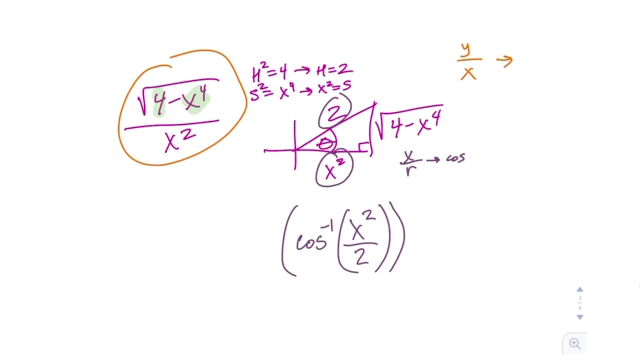 √(4-x⁴)/x²
H²=4 → H=2
S²= x⁴ → x²=S
y/x →
2
√(4-x⁴)
θ
x²
x/r → cos
(cos⁻¹(x²/2))